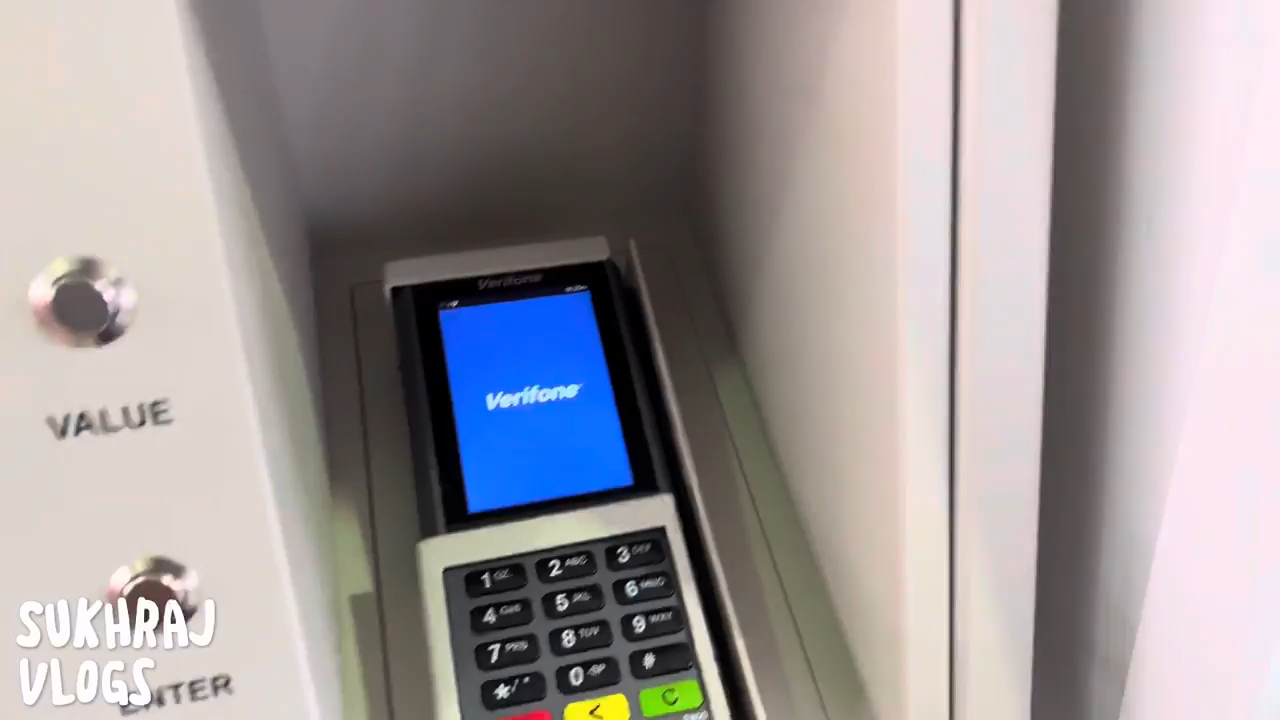 Verifone
Verifone
VALUE
ENTER
1 QZ.
2 ABC
3 DEF
4 GHI
5 JKL
6 MNO
7 PRS
8 TUV
9 WXY
*/"
0 -SP
#
<
SUKHRAJ
VLOGS